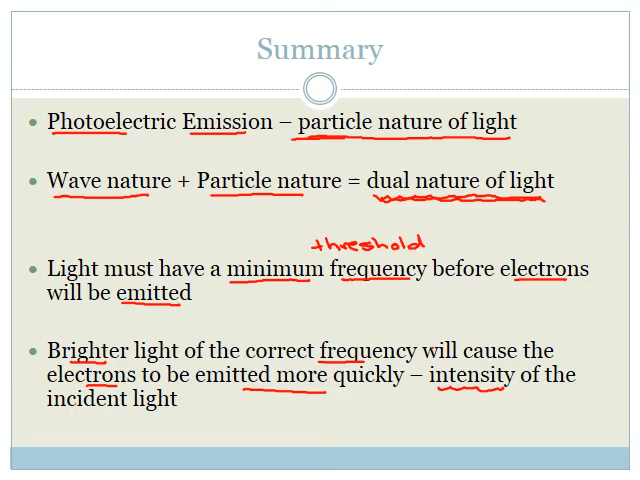 Summary
• Photoelectric Emission – particle nature of light
• Wave nature + Particle nature = dual nature of light
threshold
• Light must have a minimum frequency before electrons
will be emitted
• Brighter light of the correct frequency will cause the
electrons to be emitted more quickly – intensity of the
incident light